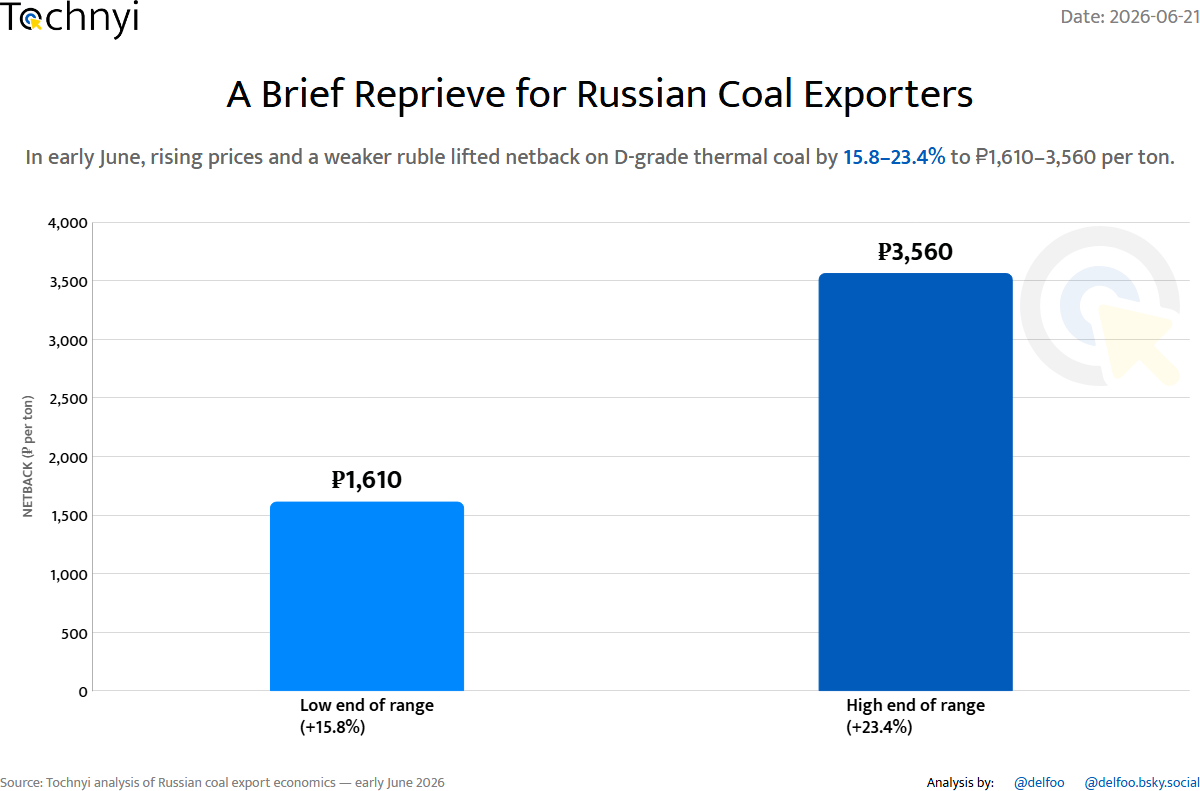 Tochnyi
Date: 2026-06-21
A Brief Reprieve for Russian Coal Exporters
In early June, rising prices and a weaker ruble lifted netback on D-grade thermal coal by 15.8–23.4% to ₽1,610–3,560 per ton.
4,000
3,500
3,000
2,500
2,000
1,500
1,000
500
0
NETBACK (₽ per ton)
₽1,610
₽3,560
Low end of range
(+15.8%)
High end of range
(+23.4%)
Source: Tochnyi analysis of Russian coal export economics — early June 2026
Analysis by: @delfoo @delfoo.bsky.social